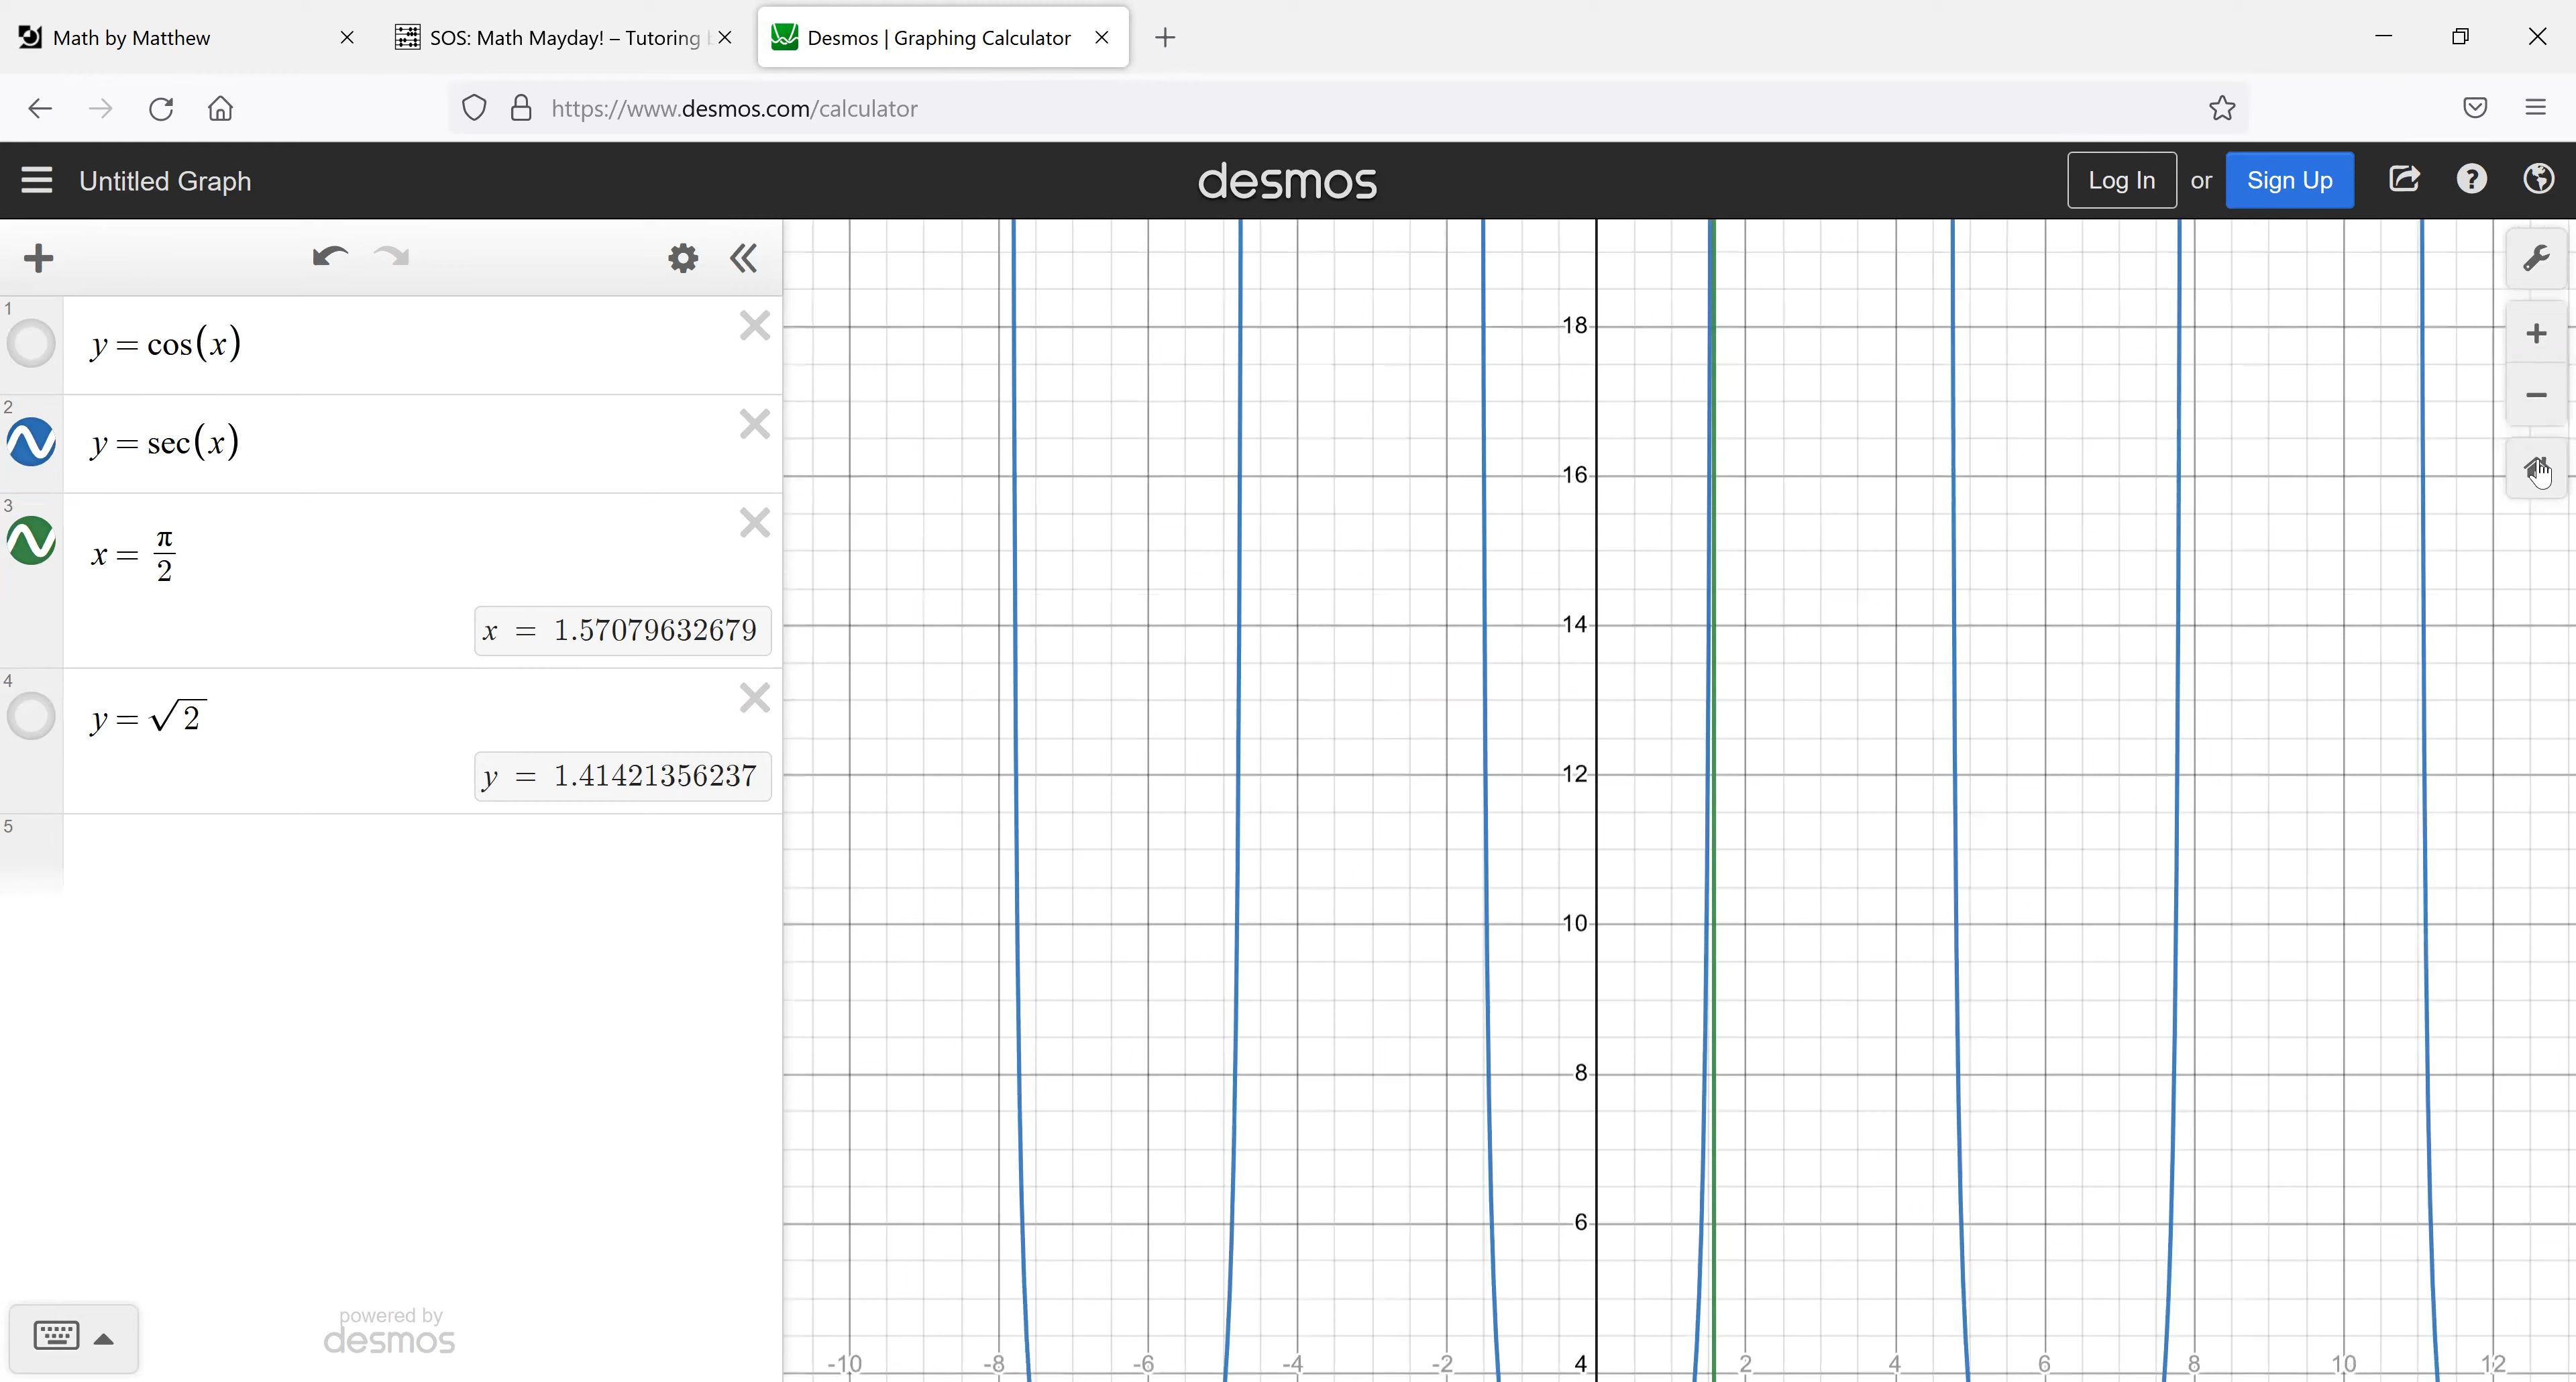 Math by Matthew
SOS: Math Mayday! – Tutoring
Desmos | Graphing Calculator
https://www.desmos.com/calculator
Untitled Graph
desmos
Log In or Sign Up
1
y = cos(x)
2
y = sec(x)
3
x = π/2
x = 1.57079632679
4
y = √2
y = 1.41421356237
5
powered by
desmos
18
16
14
12
10
8
6
4
-10 -8 -6 -4 -2 2 4 6 8 10 12